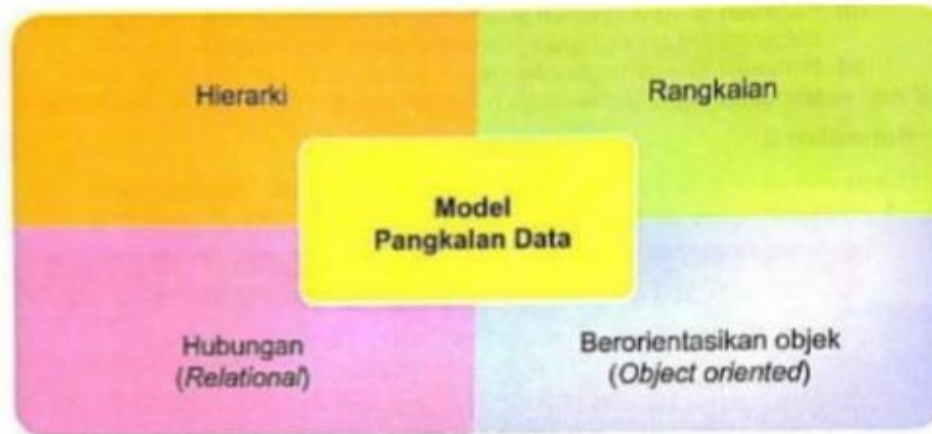 Hierarki
Rangkaian
Model
Pangkalan Data
Hubungan
(Relational)
Berorientasikan objek
(Object oriented)